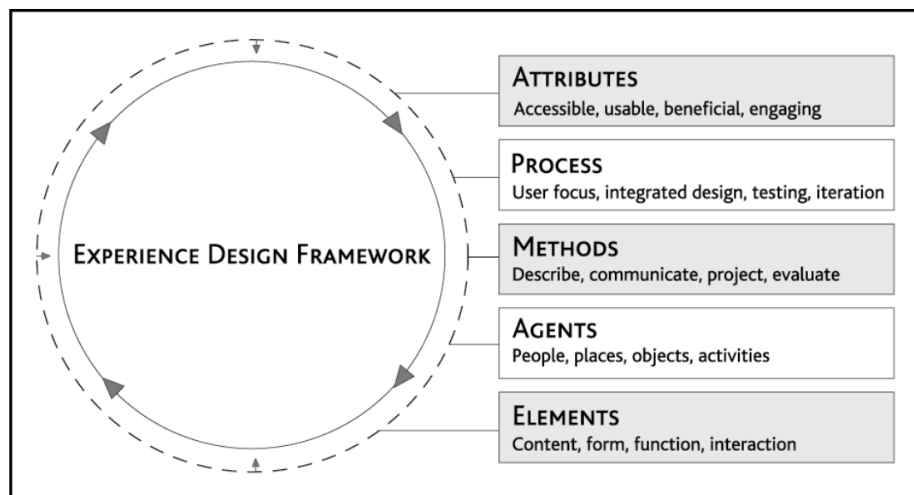 EXPERIENCE DESIGN FRAMEWORK
ATTRIBUTES
Accessible, usable, beneficial, engaging
PROCESS
User focus, integrated design, testing, iteration
METHODS
Describe, communicate, project, evaluate
AGENTS
People, places, objects, activities
ELEMENTS
Content, form, function, interaction